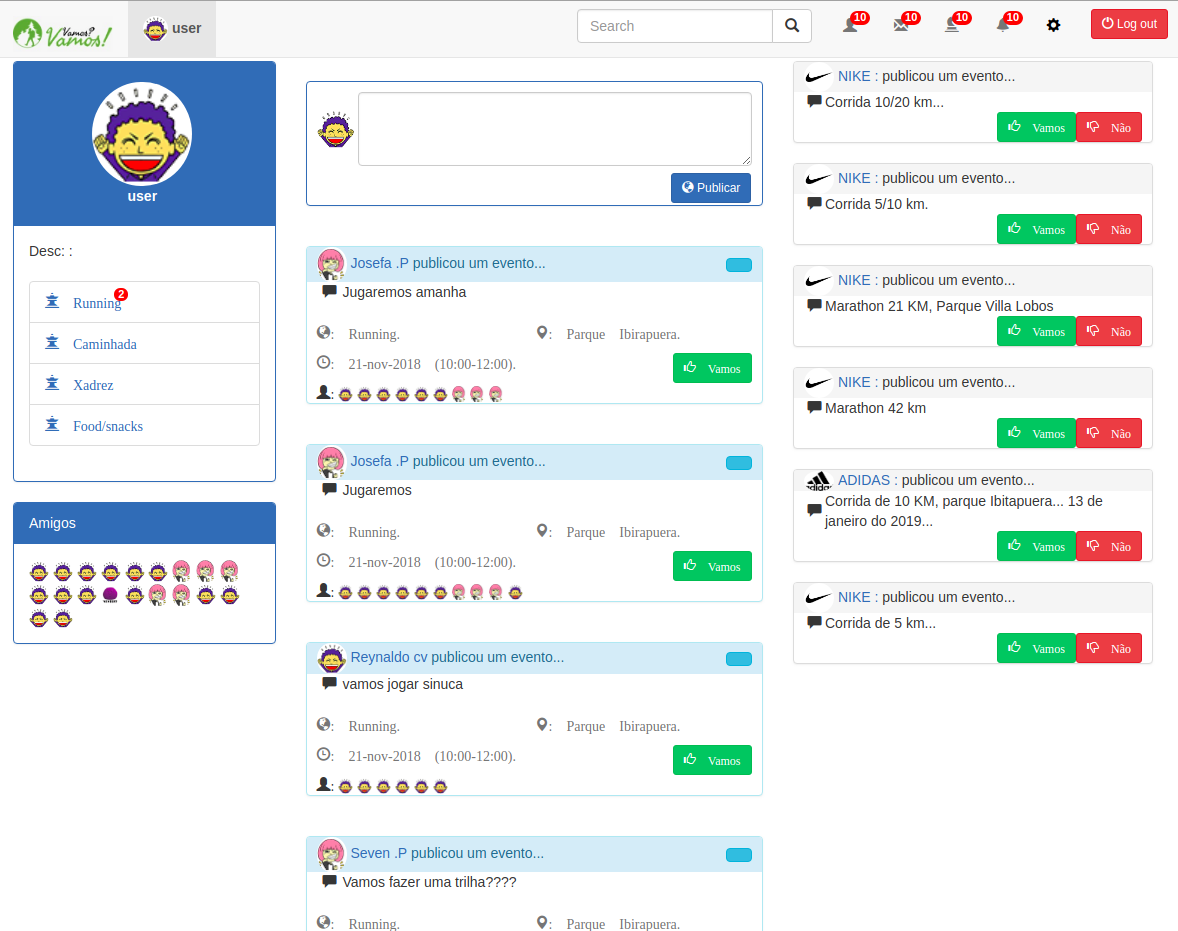 Vamos?
Vamos!
user
Search
10
10
10
10
Log out
user
Desc: :
Running
2
Caminhada
Xadrez
Food/snacks
Amigos
Publicar
Josefa .P publicou um evento...
Jugaremos amanha
: Running.
: Parque Ibirapuera.
: 21-nov-2018 (10:00-12:00).
Vamos
:
Josefa .P publicou um evento...
Jugaremos
: Running.
: Parque Ibirapuera.
: 21-nov-2018 (10:00-12:00).
Vamos
:
Reynaldo cv publicou um evento...
vamos jogar sinuca
: Running.
: Parque Ibirapuera.
: 21-nov-2018 (10:00-12:00).
Vamos
:
Seven .P publicou um evento...
Vamos fazer uma trilha????
: Running.
: Parque Ibirapuera.
NIKE : publicou um evento...
Corrida 10/20 km...
Vamos
Não
NIKE : publicou um evento...
Corrida 5/10 km.
Vamos
Não
NIKE : publicou um evento...
Marathon 21 KM, Parque Villa Lobos
Vamos
Não
NIKE : publicou um evento...
Marathon 42 km
Vamos
Não
adidas
ADIDAS : publicou um evento...
Corrida de 10 KM, parque Ibitapuera... 13 de
janeiro do 2019...
Vamos
Não
NIKE : publicou um evento...
Corrida de 5 km...
Vamos
Não